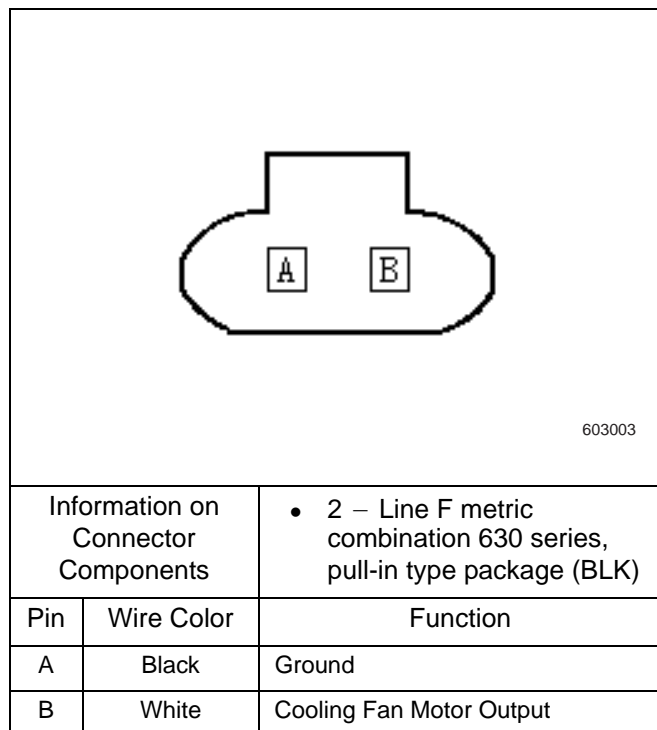 A B
603003
Information on
Connector
Components
• 2 – Line F metric
combination 630 series,
pull-in type package (BLK)
Pin Wire Color Function
A Black Ground
B White Cooling Fan Motor Output